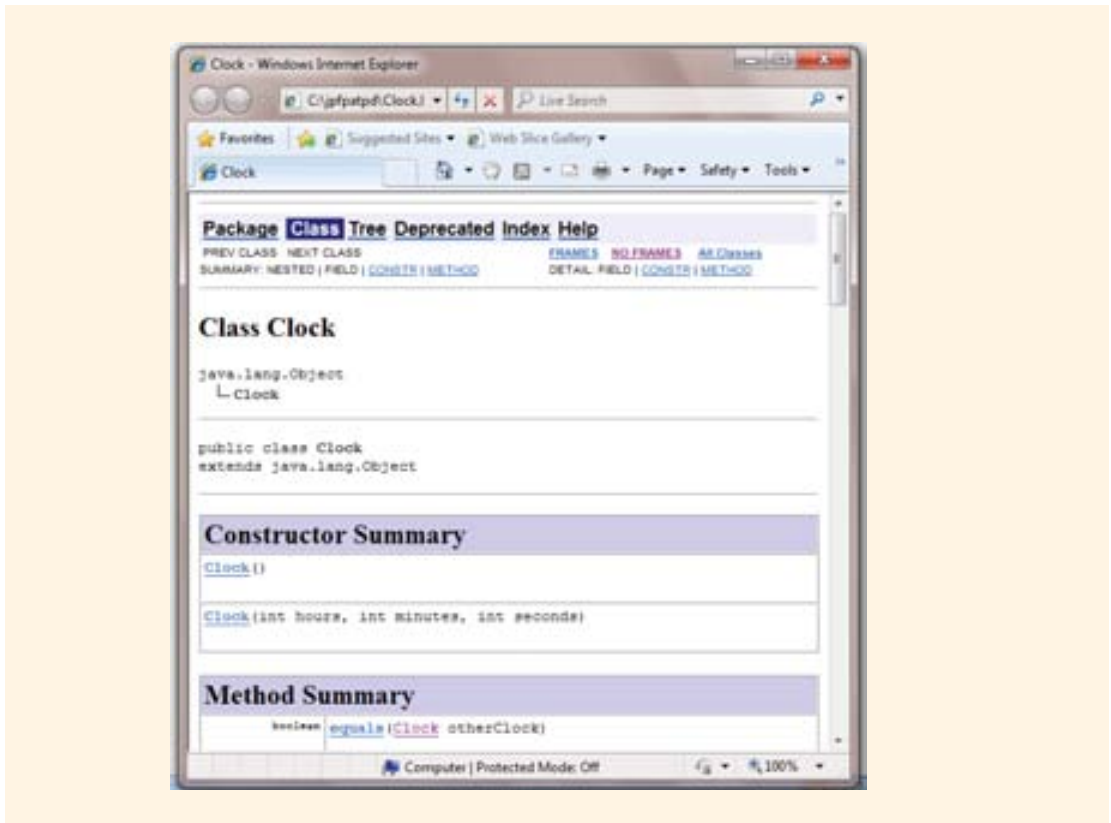 Clock - Windows Internet Explorer
C:\jpfpatpd\Clock.l
Live Search
Favorites Suggested Sites Web Slice Gallery
Clock Page Safety Tools
Package Class Tree Deprecated Index Help
PREV CLASS NEXT CLASS FRAMES NO FRAMES All Classes
SUMMARY: NESTED | FIELD | CONSTR | METHOD DETAIL: FIELD | CONSTR | METHOD
Class Clock
java.lang.Object
Clock
public class Clock
extends java.lang.Object
Constructor Summary
Clock()
Clock(int hours, int minutes, int seconds)
Method Summary
boolean equals(Clock otherClock)
Computer | Protected Mode: Off 100%